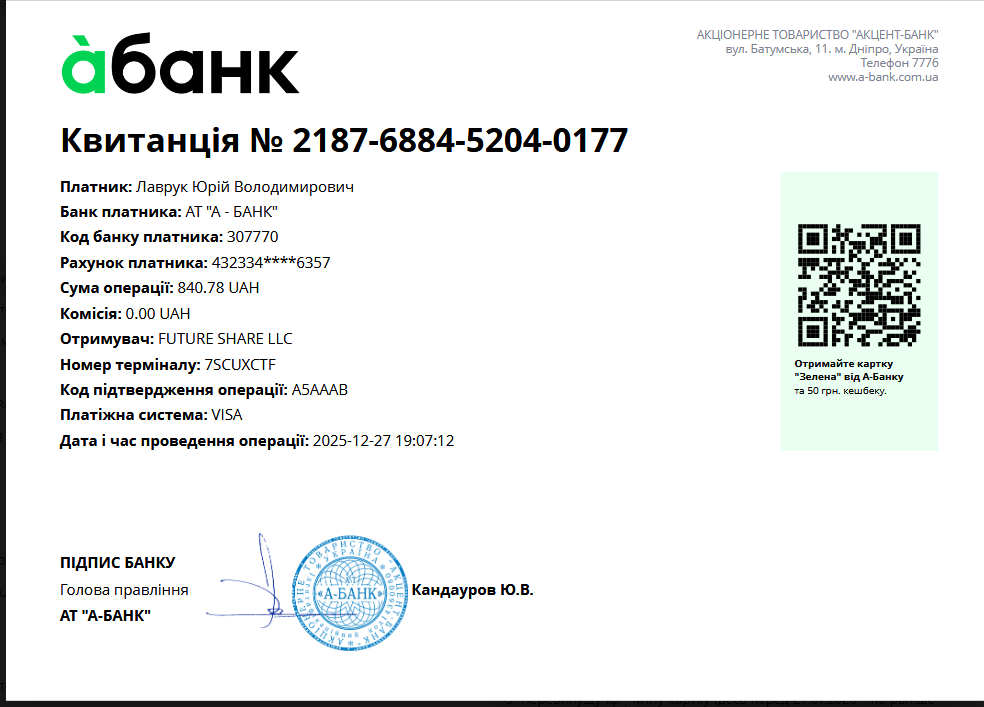 àбанк
АКЦІОНЕРНЕ ТОВАРИСТВО "АКЦЕНТ-БАНК"
вул. Батумська, 11. м. Дніпро, Україна
Телефон 7776
www.a-bank.com.ua
Квитанція № 2187-6884-5204-0177
Платник: Лаврук Юрій Володимирович
Банк платника: АТ "А - БАНК"
Код банку платника: 307770
Рахунок платника: 432334****6357
Сума операції: 840.78 UAH
Комісія: 0.00 UAH
Отримувач: FUTURE SHARE LLC
Номер терміналу: 7SCUXCTF
Код підтвердження операції: A5AAAB
Платіжна система: VISA
Дата і час проведення операції: 2025-12-27 19:07:12
Отримайте картку
"Зелена" від А-Банку
та 50 грн. кешбеку.
ПІДПИС БАНКУ
Голова правління
АТ "А-БАНК"
АКЦІОНЕРНЕ ТОВАРИСТВО АКЦЕНТ-БАНК
УКРАЇНА
«А-БАНК»
Кандауров Ю.В.